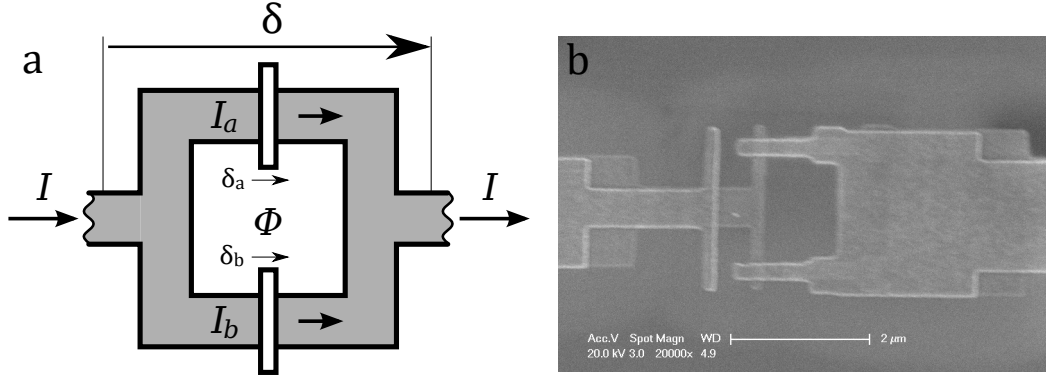 δ
a
I_a
δ_a
I
Φ
I
δ_b
I_b
b
Acc.V Spot Magn WD
20.0 kV 3.0 20000x 4.9
2 μm